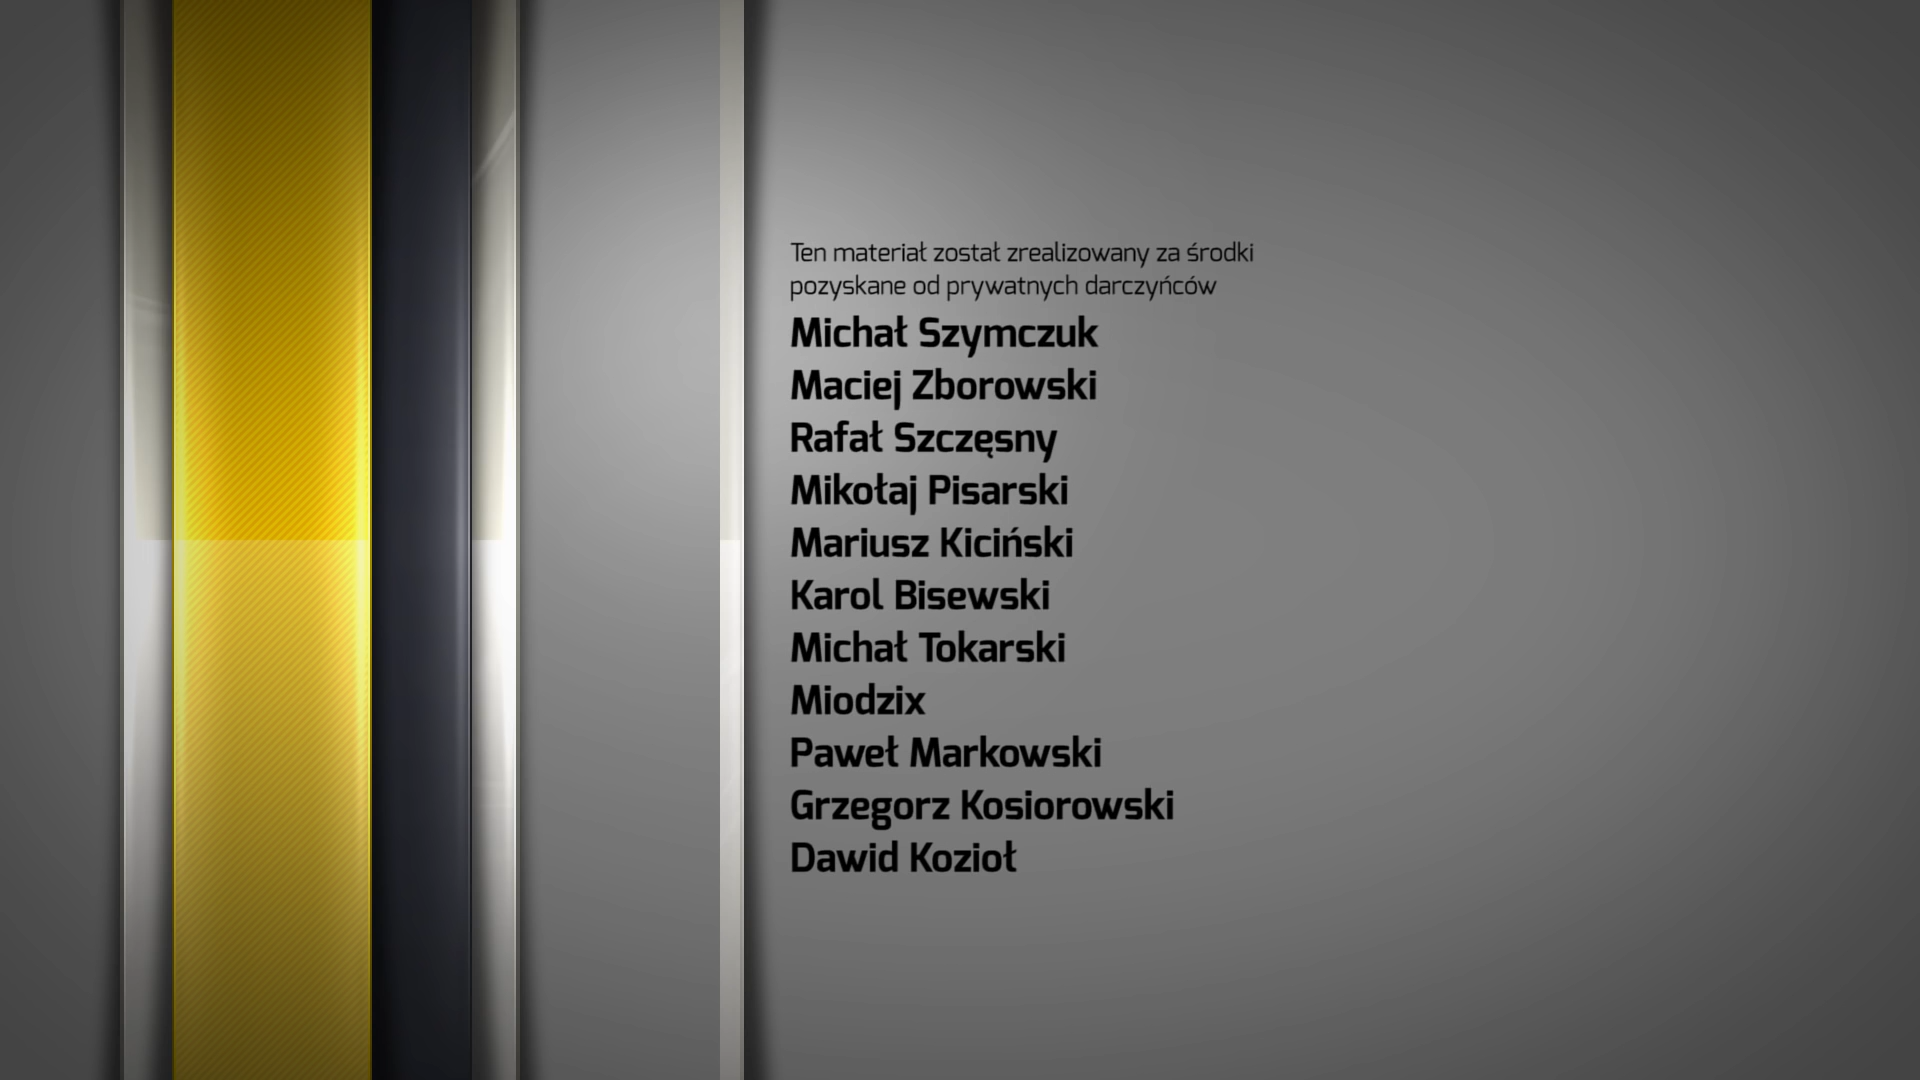 Ten materiał został zrealizowany za środki
pozyskane od prywatnych darczyńców
Michał Szymczuk
Maciej Zborowski
Rafał Szczęsny
Mikołaj Pisarski
Mariusz Kiciński
Karol Bisewski
Michał Tokarski
Miodzix
Paweł Markowski
Grzegorz Kosiorowski
Dawid Kozioł